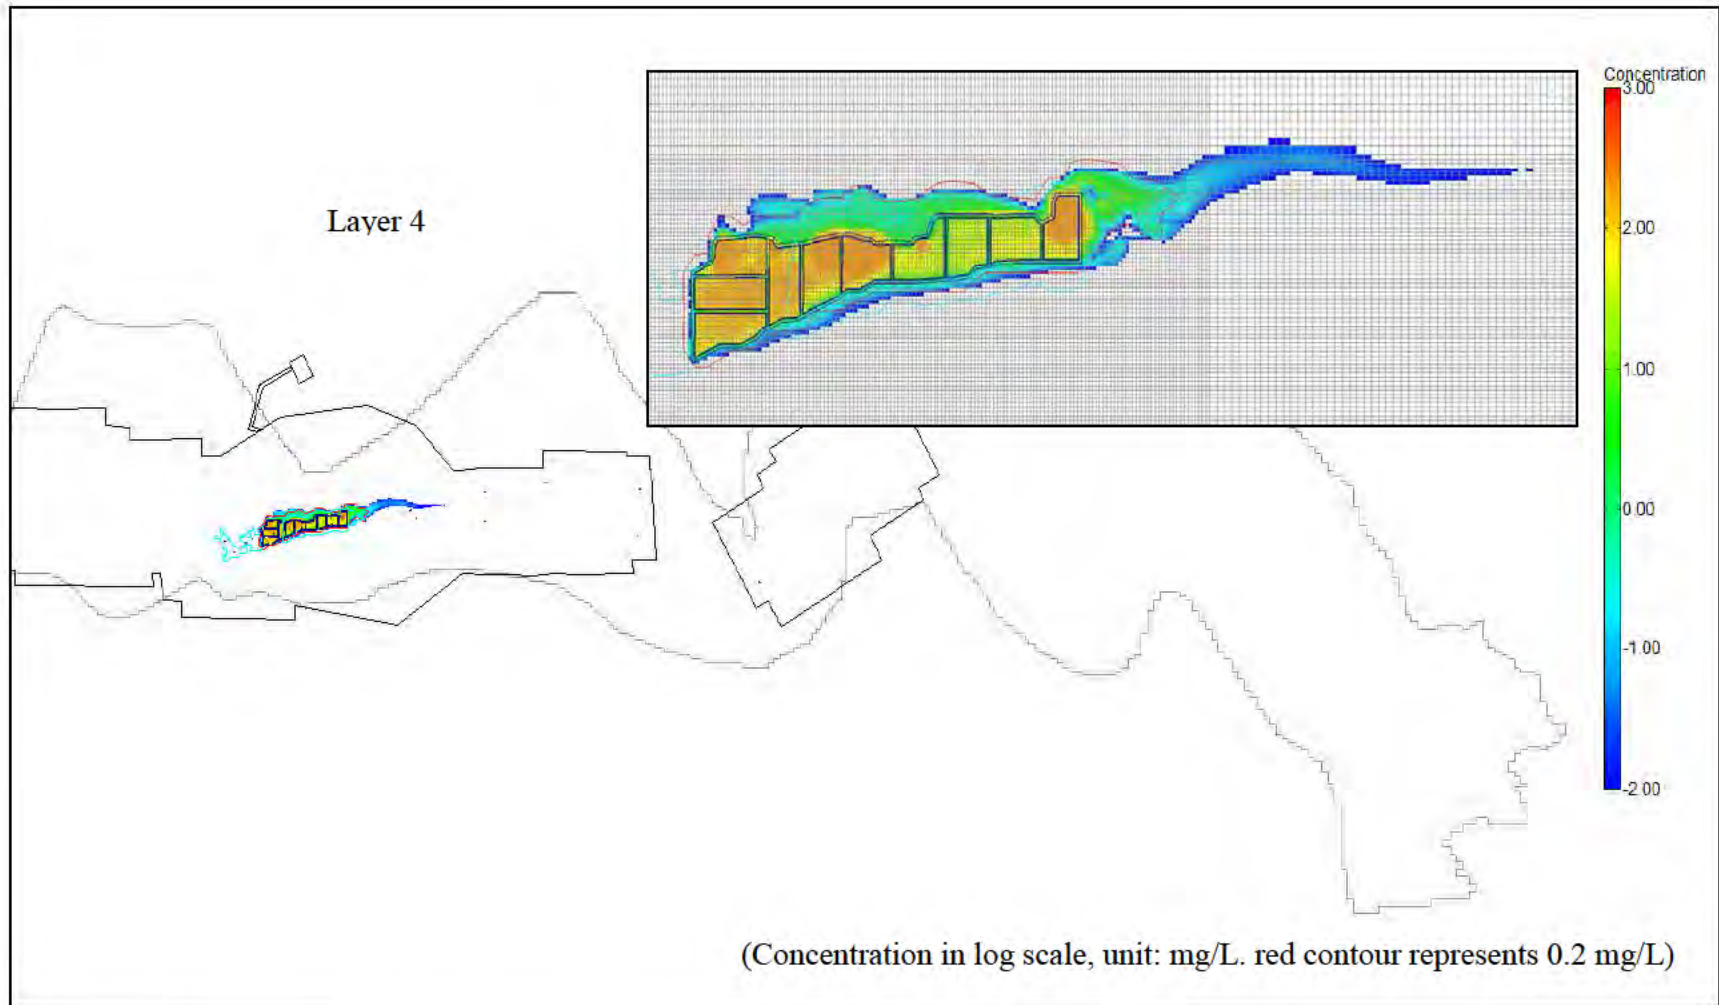 Concentration
3.00
Layer 4
2.00
1.00
0.00
-1.00
-2.00
(Concentration in log scale, unit: mg/L. red contour represents 0.2 mg/L)